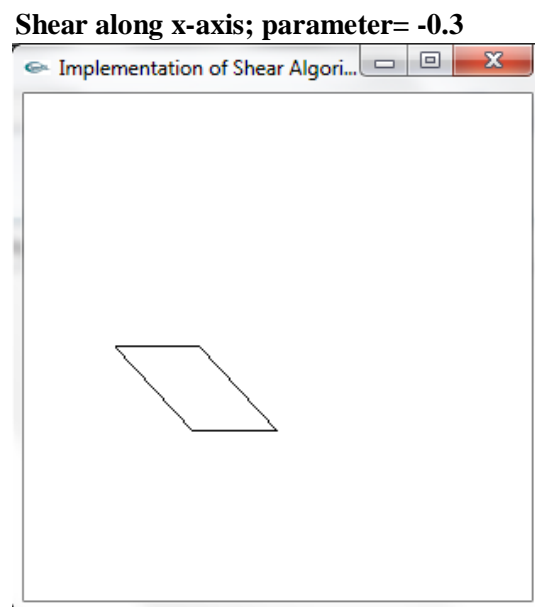 Shear along x-axis; parameter= -0.3
Implementation of Shear Algori...